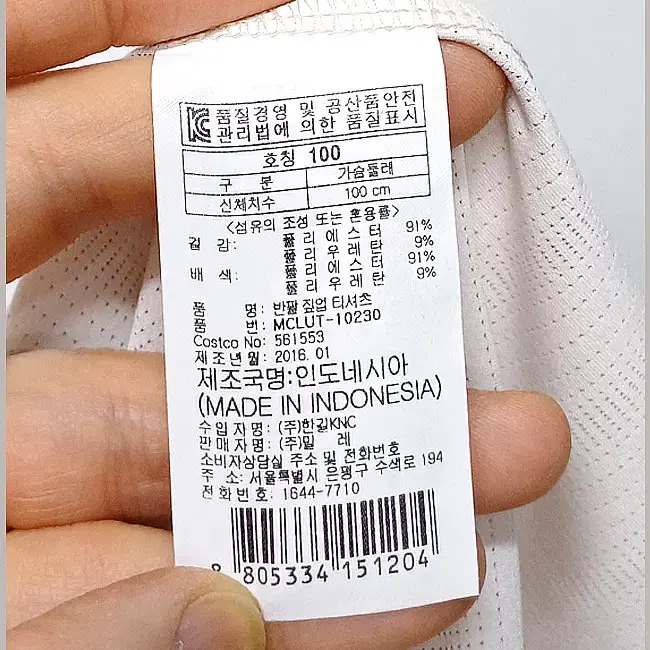 KC 품질경영 및 공산품안전
관리법에 의한 품질표시
호칭 100
구 분 가슴둘레
신체치수 100 cm
<섬유의 조성 또는 혼용률>
겉 감: 폴 리 에 스 터 91%
폴 리 우 레 탄 9%
배 색: 폴 리 에 스 터 91%
폴 리 우 레 탄 9%
품 명: 반팔 짚업 티셔츠
품 번: MCLUT-10230
Costco No: 561553
제조년월: 2016. 01
제조국명:인도네시아
(MADE IN INDONESIA)
수입자명: (주)한길KNC
판매자명: (주)밀 레
소비자상담실 주소 및 전화번호
주 소: 서울특별시 은평구 수색로 194
전화번호: 1644-7710
8 805334 151204